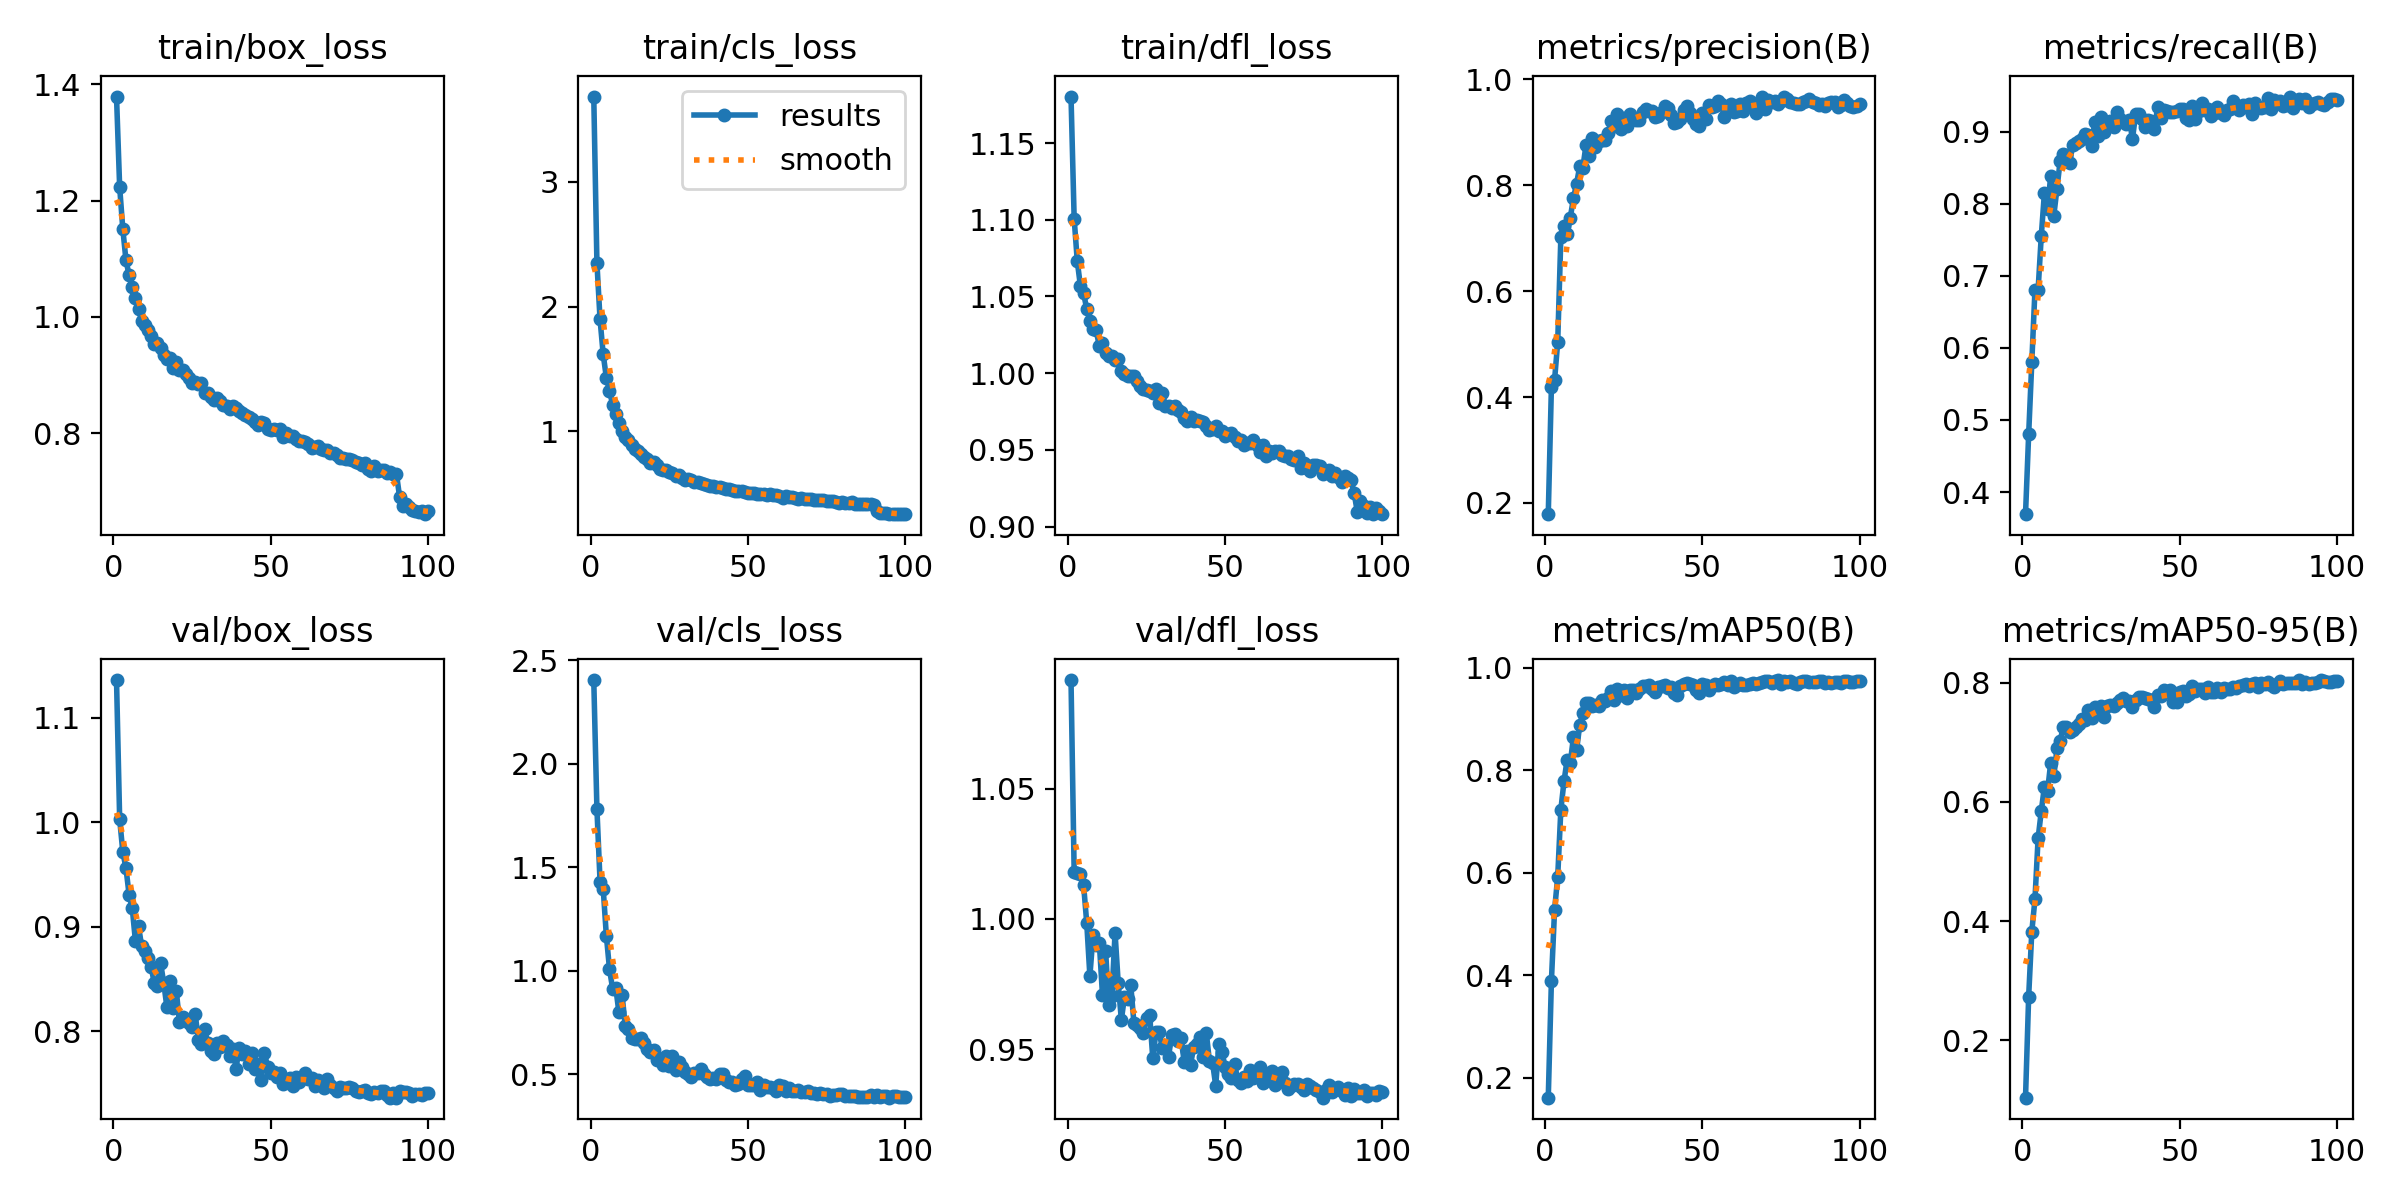 train/box_loss
1.4
1.2
1.0
0.8
0 50 100
train/cls_loss
results
smooth
3
2
1
0 50 100
train/dfl_loss
1.15
1.10
1.05
1.00
0.95
0.90
0 50 100
metrics/precision(B)
1.0
0.8
0.6
0.4
0.2
0 50 100
metrics/recall(B)
0.9
0.8
0.7
0.6
0.5
0.4
0 50 100
val/box_loss
1.1
1.0
0.9
0.8
0 50 100
val/cls_loss
2.5
2.0
1.5
1.0
0.5
0 50 100
val/dfl_loss
1.05
1.00
0.95
0 50 100
metrics/mAP50(B)
1.0
0.8
0.6
0.4
0.2
0 50 100
metrics/mAP50-95(B)
0.8
0.6
0.4
0.2
0 50 100